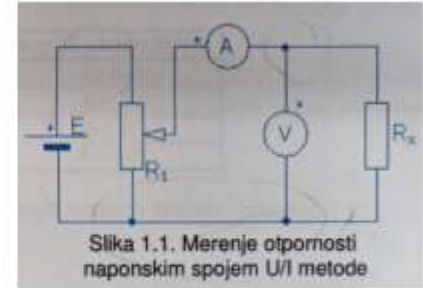 A
E
R₁
V
Rₓ
Slika 1.1. Merenje otpornosti
naponskim spojem U/I metode